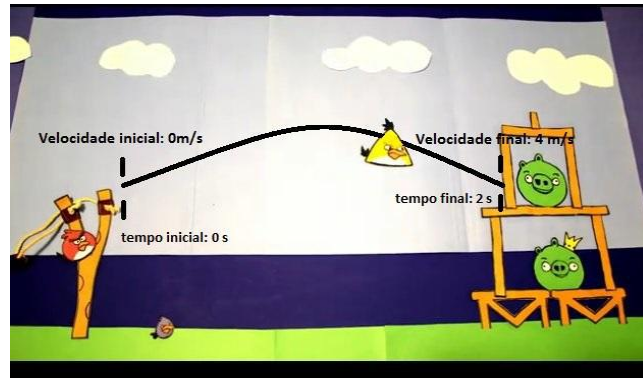 Velocidade inicial: 0m/s
Velocidade final: 4 m/s
tempo final: 2 s
tempo inicial: 0 s